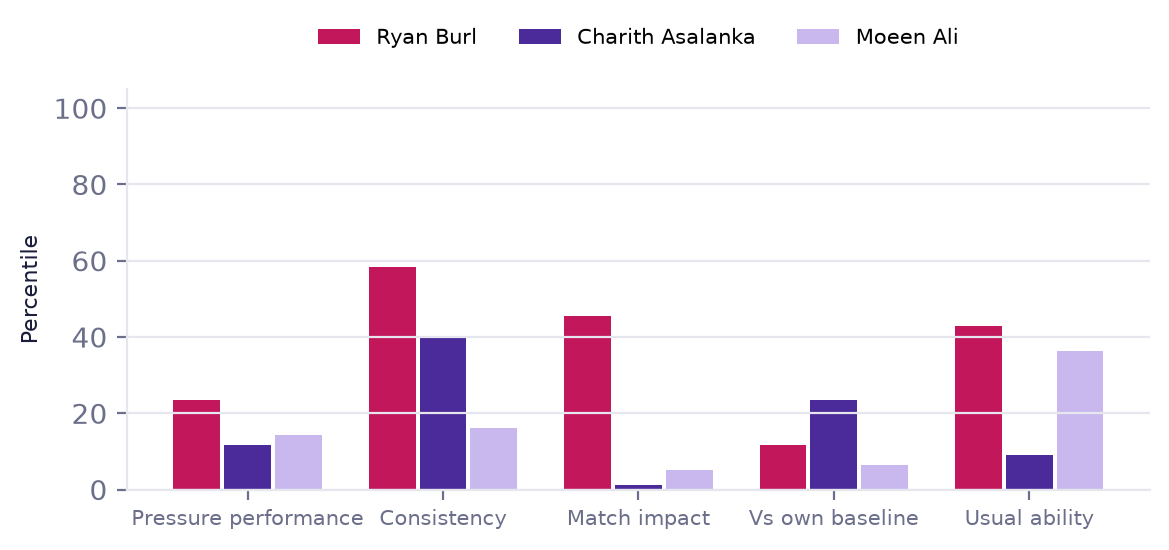 Ryan Burl Charith Asalanka Moeen Ali
100
80
60
40
20
0
Percentile
Pressure performance Consistency Match impact Vs own baseline Usual ability